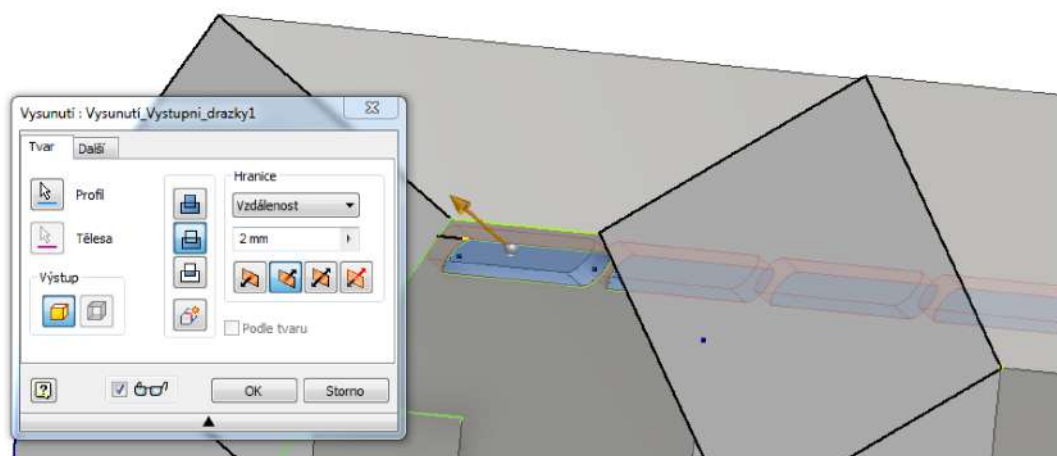 Vysunutí : Vysunutí_Vystupni_drazky1
Tvar
Další
Profil
Tělesa
Výstup
Hranice
Vzdálenost
2 mm
Podle tvaru
OK
Storno